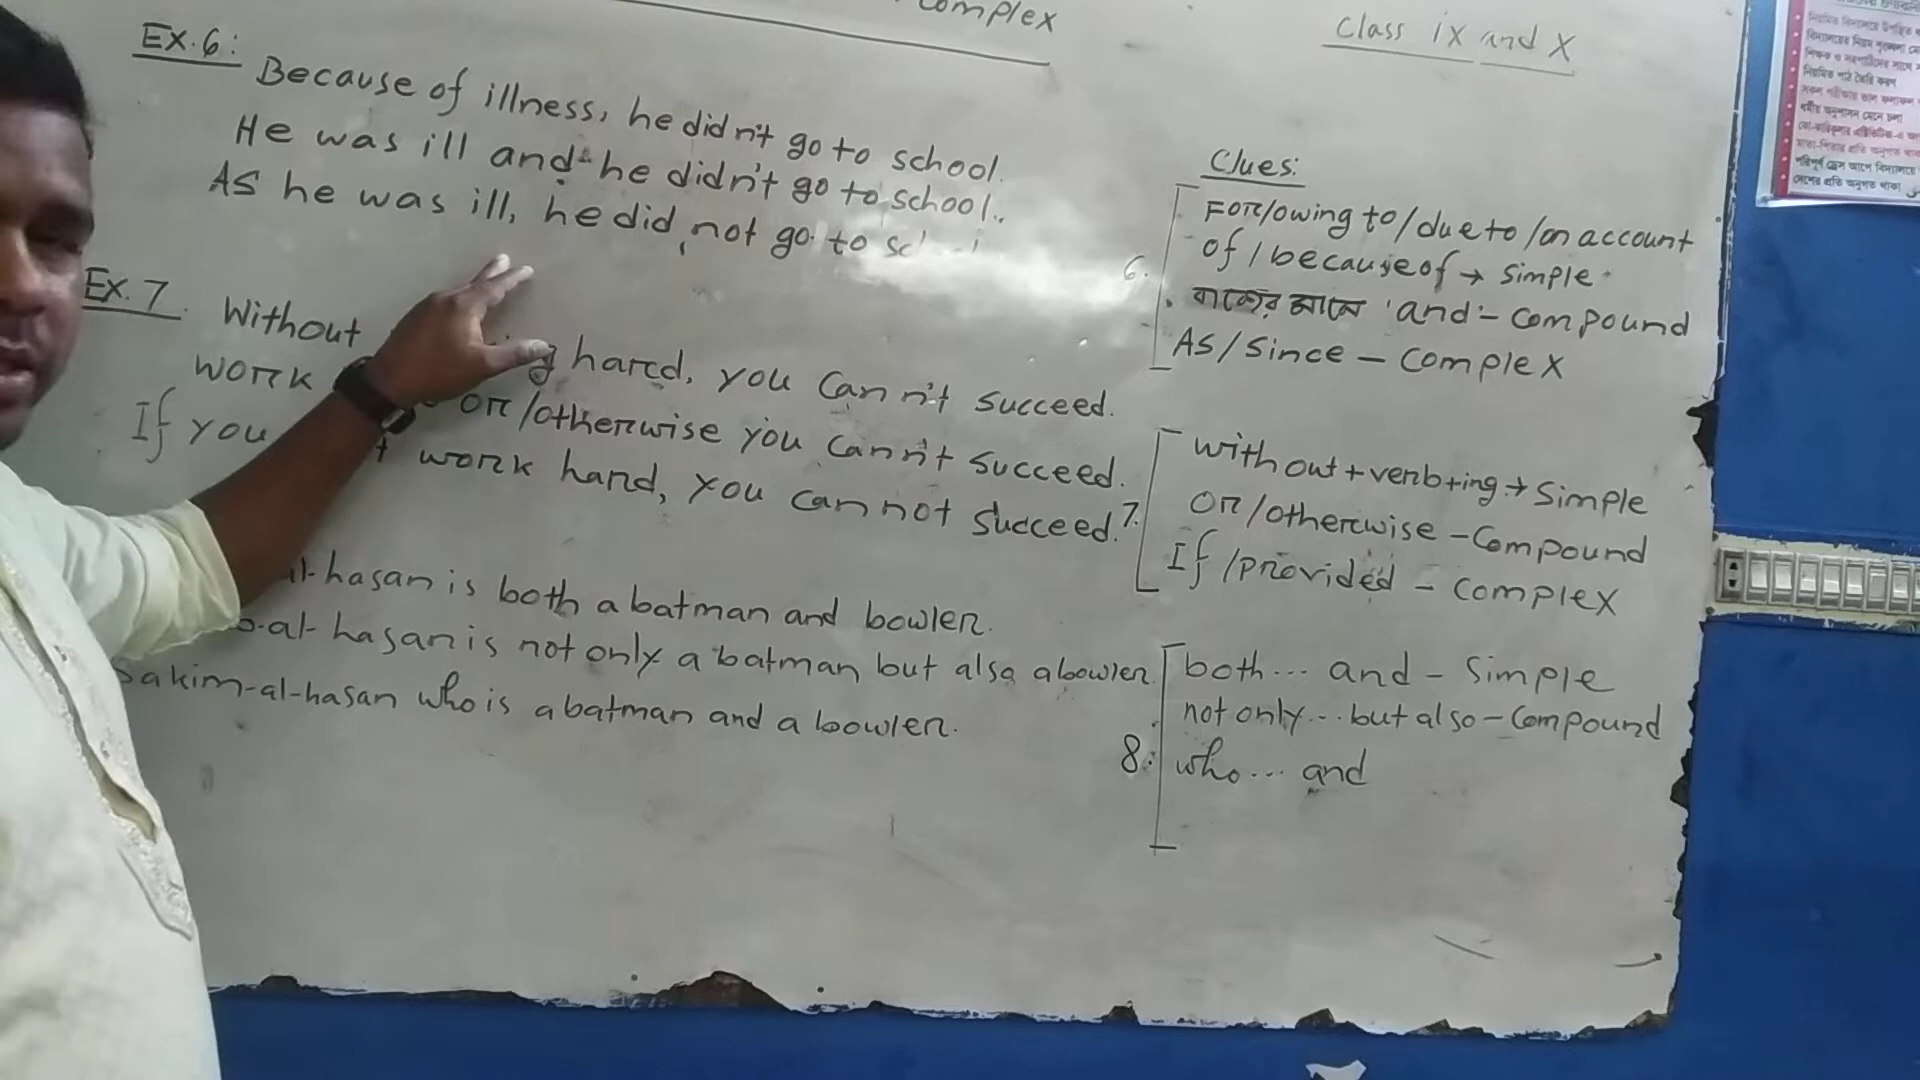 Complex
Class ix and X
Ex.6:
Because of illness, he didn't go to school.
He was ill and he didn't go to school.
As he was ill, he did not go to
Ex. 7
Without hard, you Cann't succeed.
work or/otherwise you Cann't succeed.
If you work hard, you can not succeed.
al-hasan is both a batman and bowler.
-al-hasan is not only a batman but also a bowler.
Sakim-al-hasan who is a batman and a bowler.
Clues:
6.
For/owing to/due to/on account
of/because of → simple
বাক্যের মাঝে 'and - compound
As/since - complex
7.
without+verb+ing → Simple
or/otherwise - Compound
If/provided - complex
8.
both... and - Simple
not only... but also - Compound
who... and